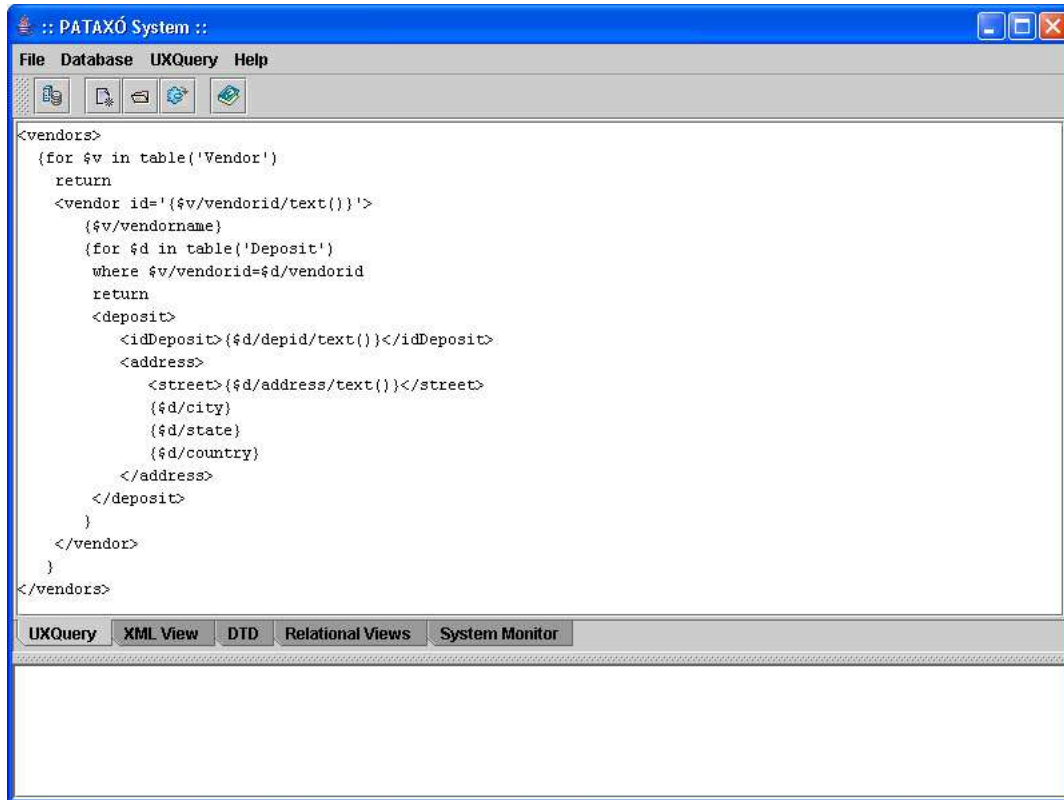 :: PATAXÓ System ::
File Database UXQuery Help
<vendors>
  {for $v in table('Vendor')
    return
    <vendor id='{$v/vendorid/text()}'>
       {$v/vendorname}
       {for $d in table('Deposit')
        where $v/vendorid=$d/vendorid
        return
        <deposit>
           <idDeposit>{$d/depid/text()}</idDeposit>
           <address>
              <street>{$d/address/text()}</street>
              {$d/city}
              {$d/state}
              {$d/country}
           </address>
        </deposit>
       }
    </vendor>
   }
</vendors>
UXQuery XML View DTD Relational Views System Monitor